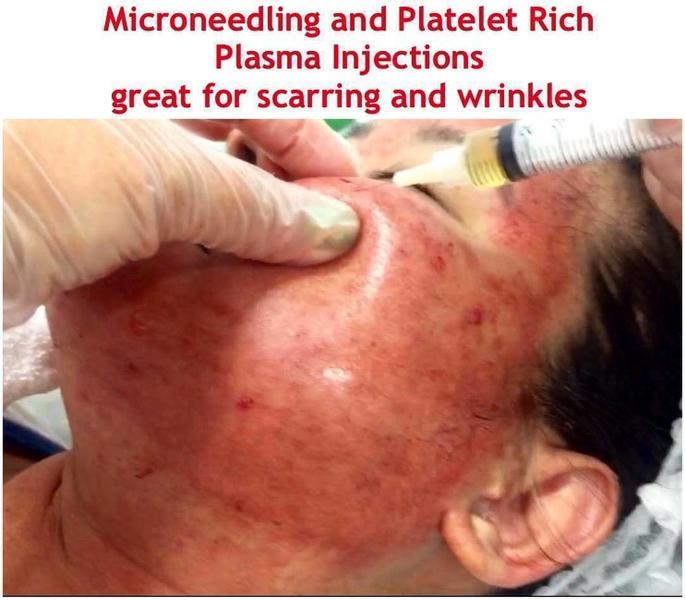 Microneedling and Platelet Rich
Plasma Injections
great for scarring and wrinkles